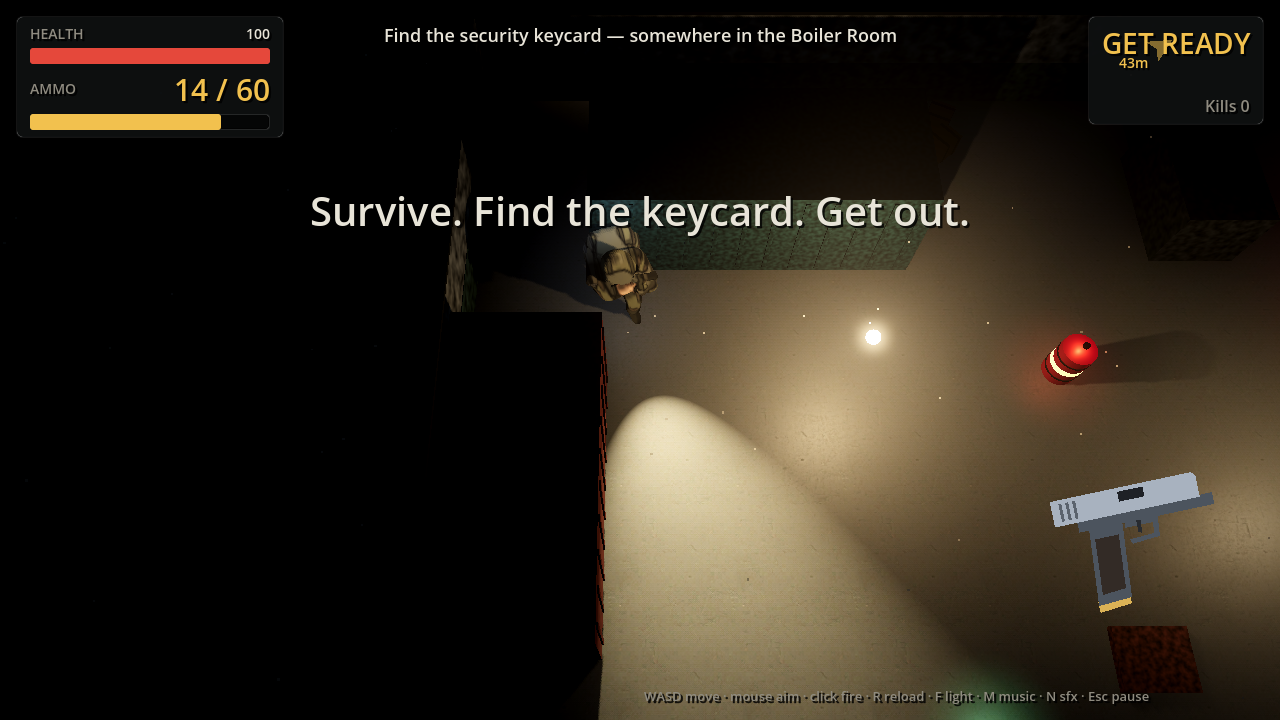 HEALTH 100
AMMO 14 / 60
Find the security keycard — somewhere in the Boiler Room
GET READY
43m
Kills 0
Survive. Find the keycard. Get out.
WASD move · mouse aim · click fire · R reload · F light · M music · N sfx · Esc pause